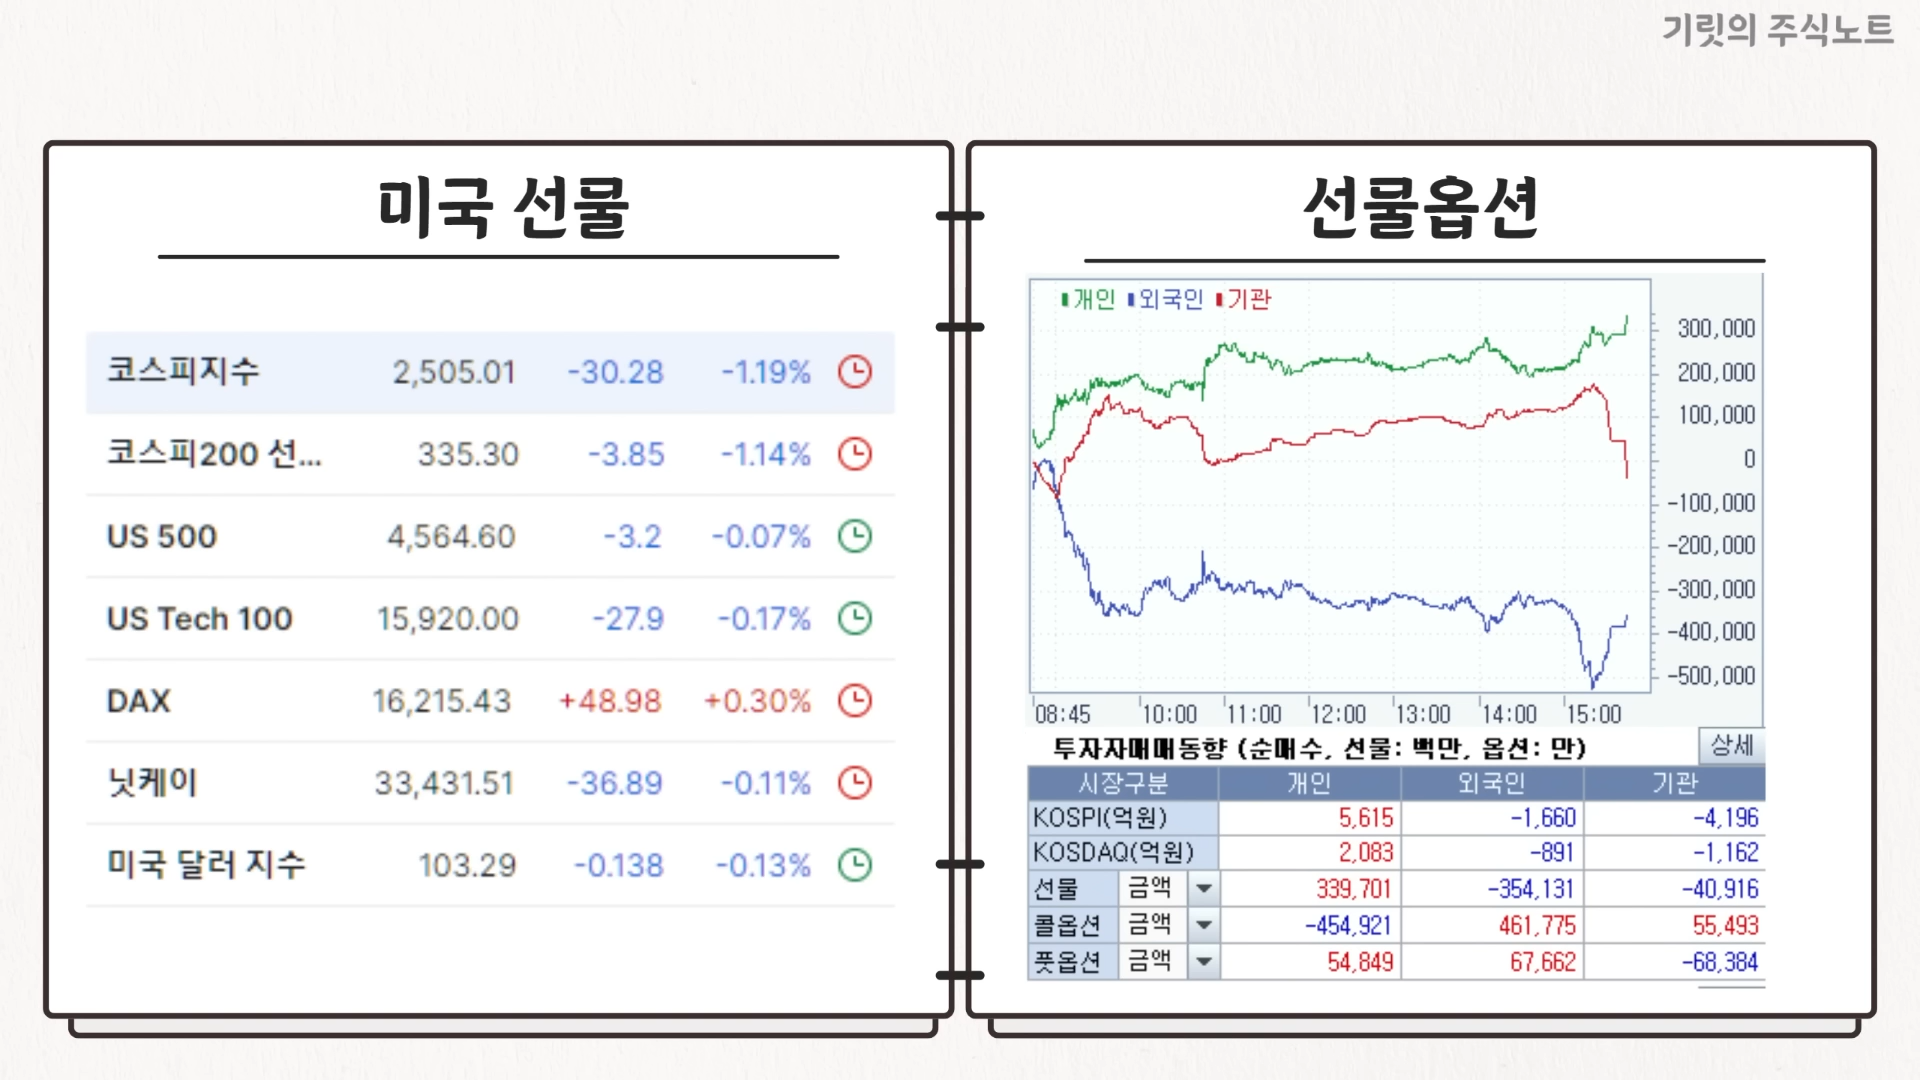 기릿의 주식노트
미국 선물
코스피지수 2,505.01 -30.28 -1.19%
코스피200 선... 335.30 -3.85 -1.14%
US 500 4,564.60 -3.2 -0.07%
US Tech 100 15,920.00 -27.9 -0.17%
DAX 16,215.43 +48.98 +0.30%
닛케이 33,431.51 -36.89 -0.11%
미국 달러 지수 103.29 -0.138 -0.13%
선물옵션
개인 외국인 기관
300,000
200,000
100,000
0
-100,000
-200,000
-300,000
-400,000
-500,000
08:45 10:00 11:00 12:00 13:00 14:00 15:00
투자자매매동향 (순매수, 선물: 백만, 옵션: 만) 상세
시장구분 개인 외국인 기관
KOSPI(억원) 5,615 -1,660 -4,196
KOSDAQ(억원) 2,083 -891 -1,162
선물 금액 339,701 -354,131 -40,916
콜옵션 금액 -454,921 461,775 55,493
풋옵션 금액 54,849 67,662 -68,384